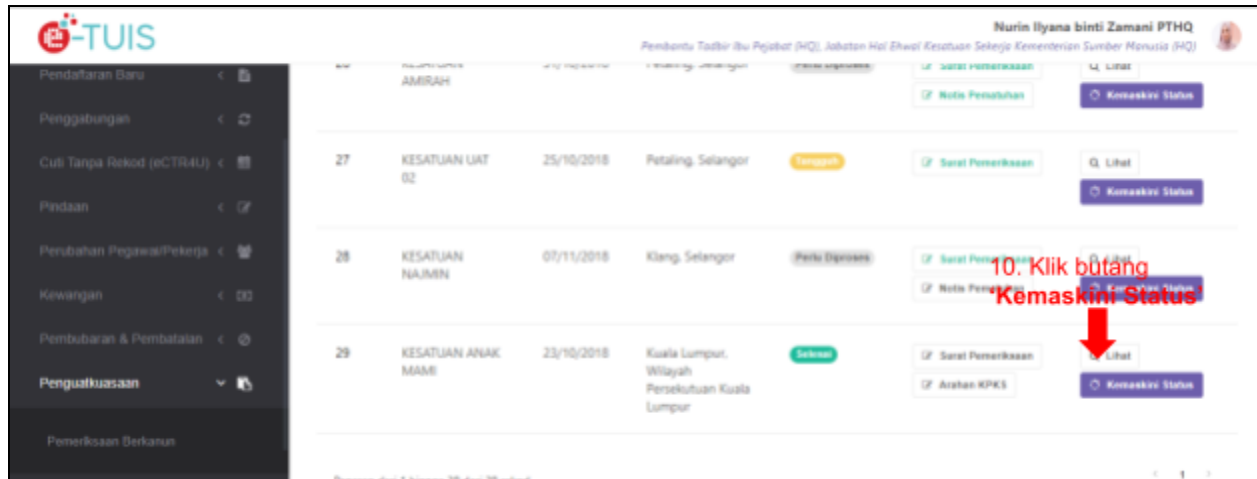 e-TUIS
Nurin Ilyana binti Zamani PTHQ
Pembantu Tadbir Ibu Pejabat (HQ), Jabatan Hal Ehwal Kesatuan Sekerja Kementerian Sumber Manusia (HQ)
Pendaftaran Baru
Penggabungan
Cuti Tanpa Rekod (eCTR4U)
Pindaan
Perubahan Pegawai/Pekerja
Kewangan
Pembubaran & Pembatalan
Penguatkuasaan
Pemeriksaan Berkanun
AMIRAH
Surat Pemeriksaan
Lihat
Notis Pematuhan
Kemaskini Status
27 KESATUAN UAT 25/10/2018 Petaling, Selangor Tangguh Surat Pemeriksaan Lihat
02
Kemaskini Status
28 KESATUAN 07/11/2018 Klang, Selangor Perlu Diproses Surat
NAJMIN
Notis
10. Klik butang
'Kemaskini Status'
29 KESATUAN ANAK 23/10/2018 Kuala Lumpur, Selesai Surat Pemeriksaan Lihat
MAMI Wilayah
Persekutuan Kuala Arahan KPKS Kemaskini Status
Lumpur
1